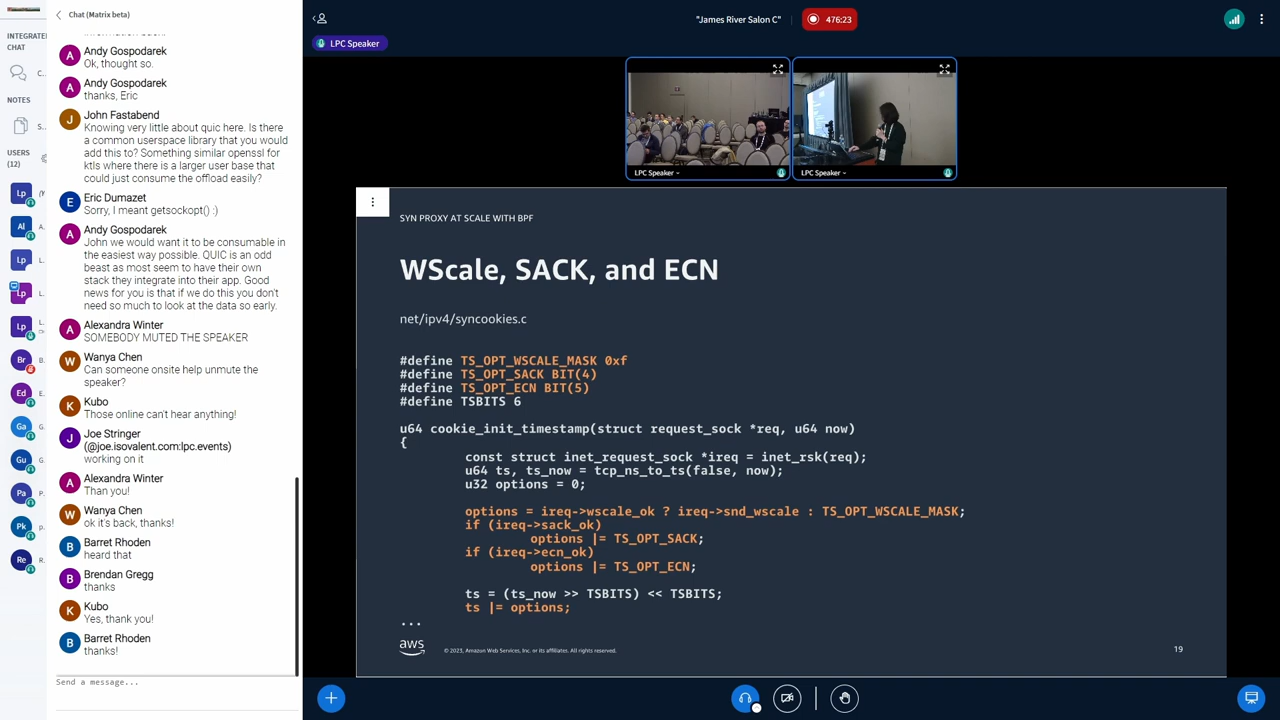 Chat (Matrix beta)
INTEGRATE
CHAT
NOTES
S...
USERS
(12)
Lp
L.
Al
A.
Lp
Lp
Lp
Br
B.
Ed
Ga
Gu
Pa
Pk
p.
Re
R.
Andy Gospodarek
Ok, thought so.
Andy Gospodarek
thanks, Eric
John Fastabend
Knowing very little about quic here. Is there
a common userspace library that you would
add this to? Something similar openssl for
ktls where there is a larger user base that
could just consume the offload easily?
Eric Dumazet
Sorry, I meant getsockopt() :)
Andy Gospodarek
John we would want it to be consumable in
the easiest way possible. QUIC is an odd
beast as most seem to have their own
stack they integrate into their app. Good
news for you is that if we do this you don't
need so much to look at the data so early.
Alexandra Winter
SOMEBODY MUTED THE SPEAKER
Wanya Chen
Can someone onsite help unmute the
speaker?
Kubo
Those online can't hear anything!
Joe Stringer
(@joe.isovalent.com:lpc.events)
working on it
Alexandra Winter
Than you!
Wanya Chen
ok it's back, thanks!
Barret Rhoden
heard that
Brendan Gregg
thanks
Kubo
Yes, thank you!
Barret Rhoden
thanks!
Send a message...
"James River Salon C"
476:23
LPC Speaker
LPC Speaker
LPC Speaker
SYN PROXY AT SCALE WITH BPF
WScale, SACK, and ECN
net/ipv4/syncookies.c
#define TS_OPT_WSCALE_MASK 0xf
#define TS_OPT_SACK BIT(4)
#define TS_OPT_ECN BIT(5)
#define TSBITS 6
u64 cookie_init_timestamp(struct request_sock *req, u64 now)
{
const struct inet_request_sock *ireq = inet_rsk(req);
u64 ts, ts_now = tcp_ns_to_ts(false, now);
u32 options = 0;
options = ireq->wscale_ok ? ireq->snd_wscale : TS_OPT_WSCALE_MASK;
if (ireq->sack_ok)
options |= TS_OPT_SACK;
if (ireq->ecn_ok)
options |= TS_OPT_ECN;
ts = (ts_now >> TSBITS) << TSBITS;
ts |= options;
...
aws
© 2023, Amazon Web Services, Inc. or its affiliates. All rights reserved.
19